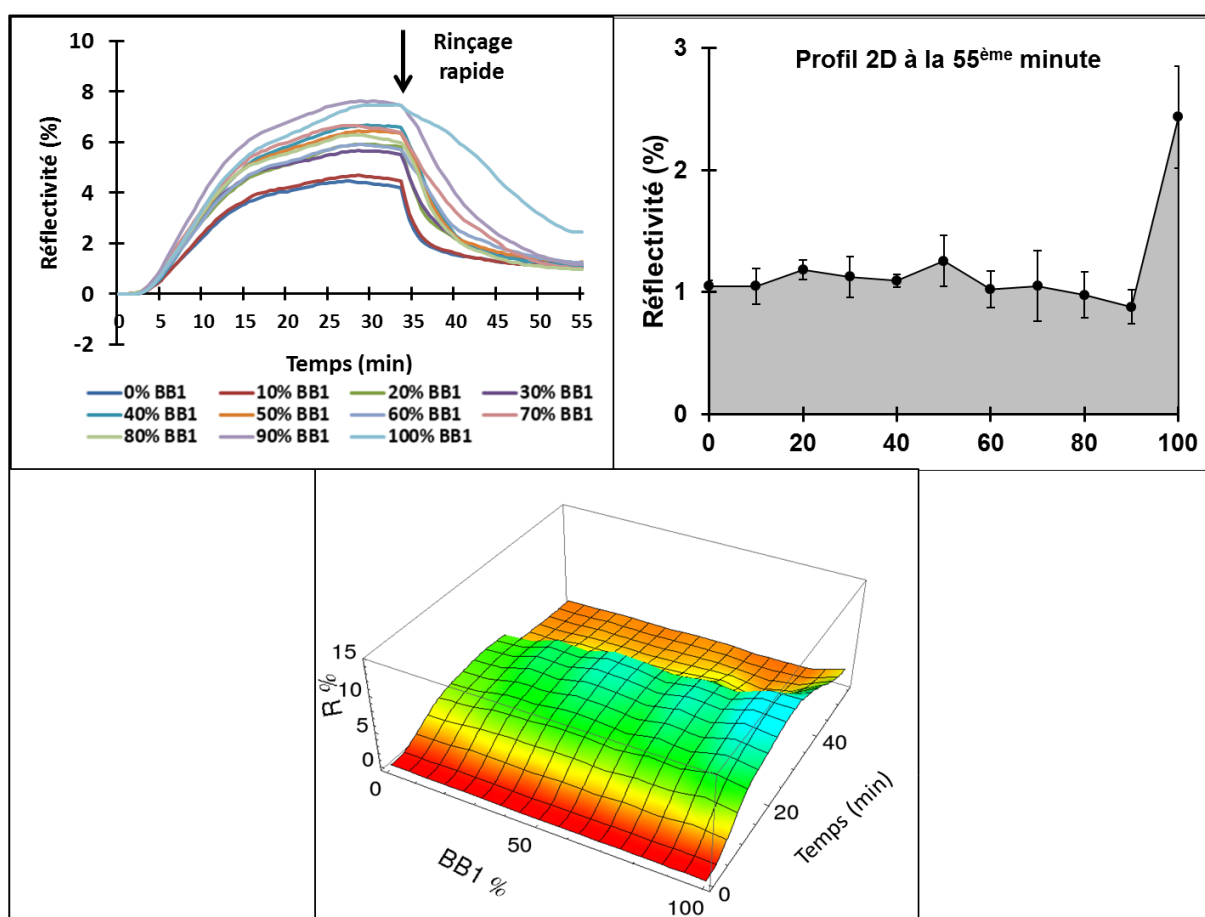 10
8
6
4
2
0
-2
Réflectivité (%)
Rinçage
rapide
0 5 10 15 20 25 30 35 40 45 50 55
Temps (min)
0% BB1 10% BB1 20% BB1 30% BB1
40% BB1 50% BB1 60% BB1 70% BB1
80% BB1 90% BB1 100% BB1
Profil 2D à la 55ème minute
3
2
1
0
Réflectivité (%)
0 20 40 60 80 100
15
10
5
0
R %
0
50
100
BB1 %
0
20
40
Temps (min)